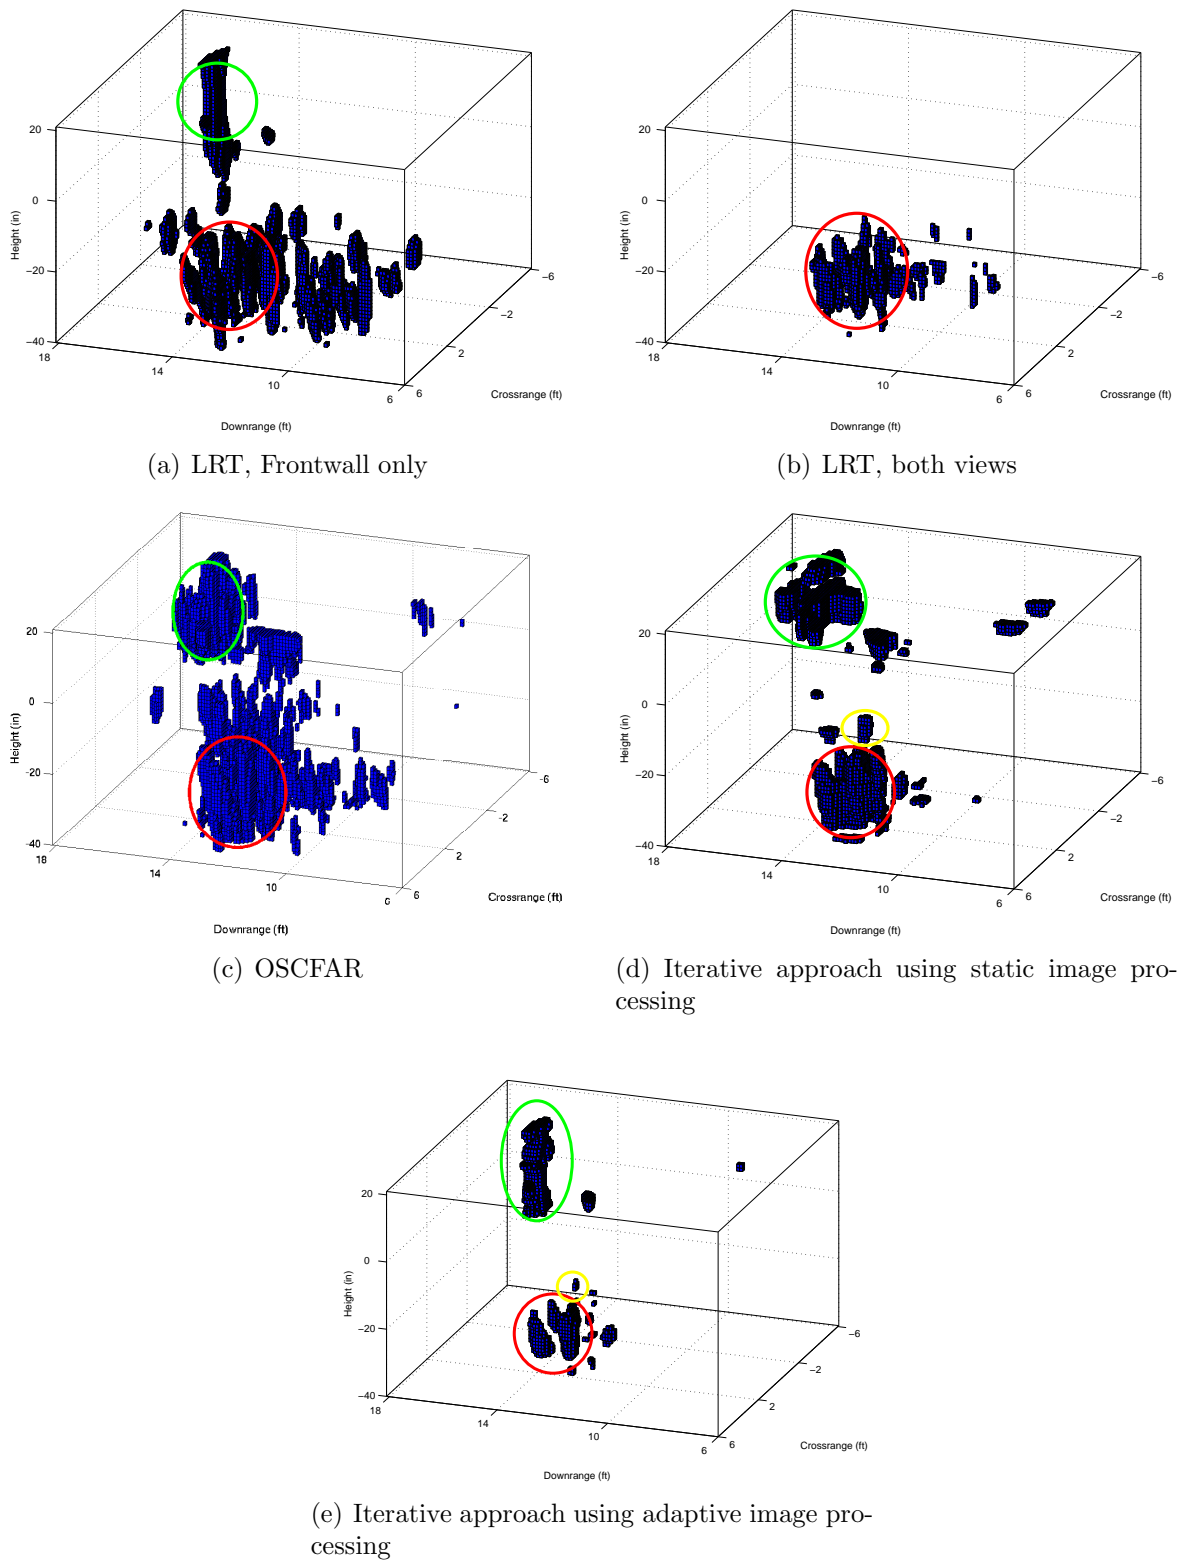 20
0
−20
−40
18
14
10
6
6
2
−2
−6
Height (in)
Crossrange (ft)
Downrange (ft)
(a) LRT, Frontwall only
20
0
−20
−40
18
14
10
6
6
2
−2
−6
Height (in)
Crossrange (ft)
Downrange (ft)
(b) LRT, both views
20
0
-20
-40
18
14
10
6
6
2
-2
-6
Height (in)
Crossrange (ft)
Downrange (ft)
(c) OSCFAR
20
0
−20
−40
18
14
10
6
6
2
−2
−6
Height (in)
Crossrange (ft)
Downrange (ft)
(d) Iterative approach using static image pro-
cessing
20
0
−20
−40
18
14
10
6
6
2
−2
−6
Height (in)
Crossrange (ft)
Downrange (ft)
(e) Iterative approach using adaptive image pro-
cessing